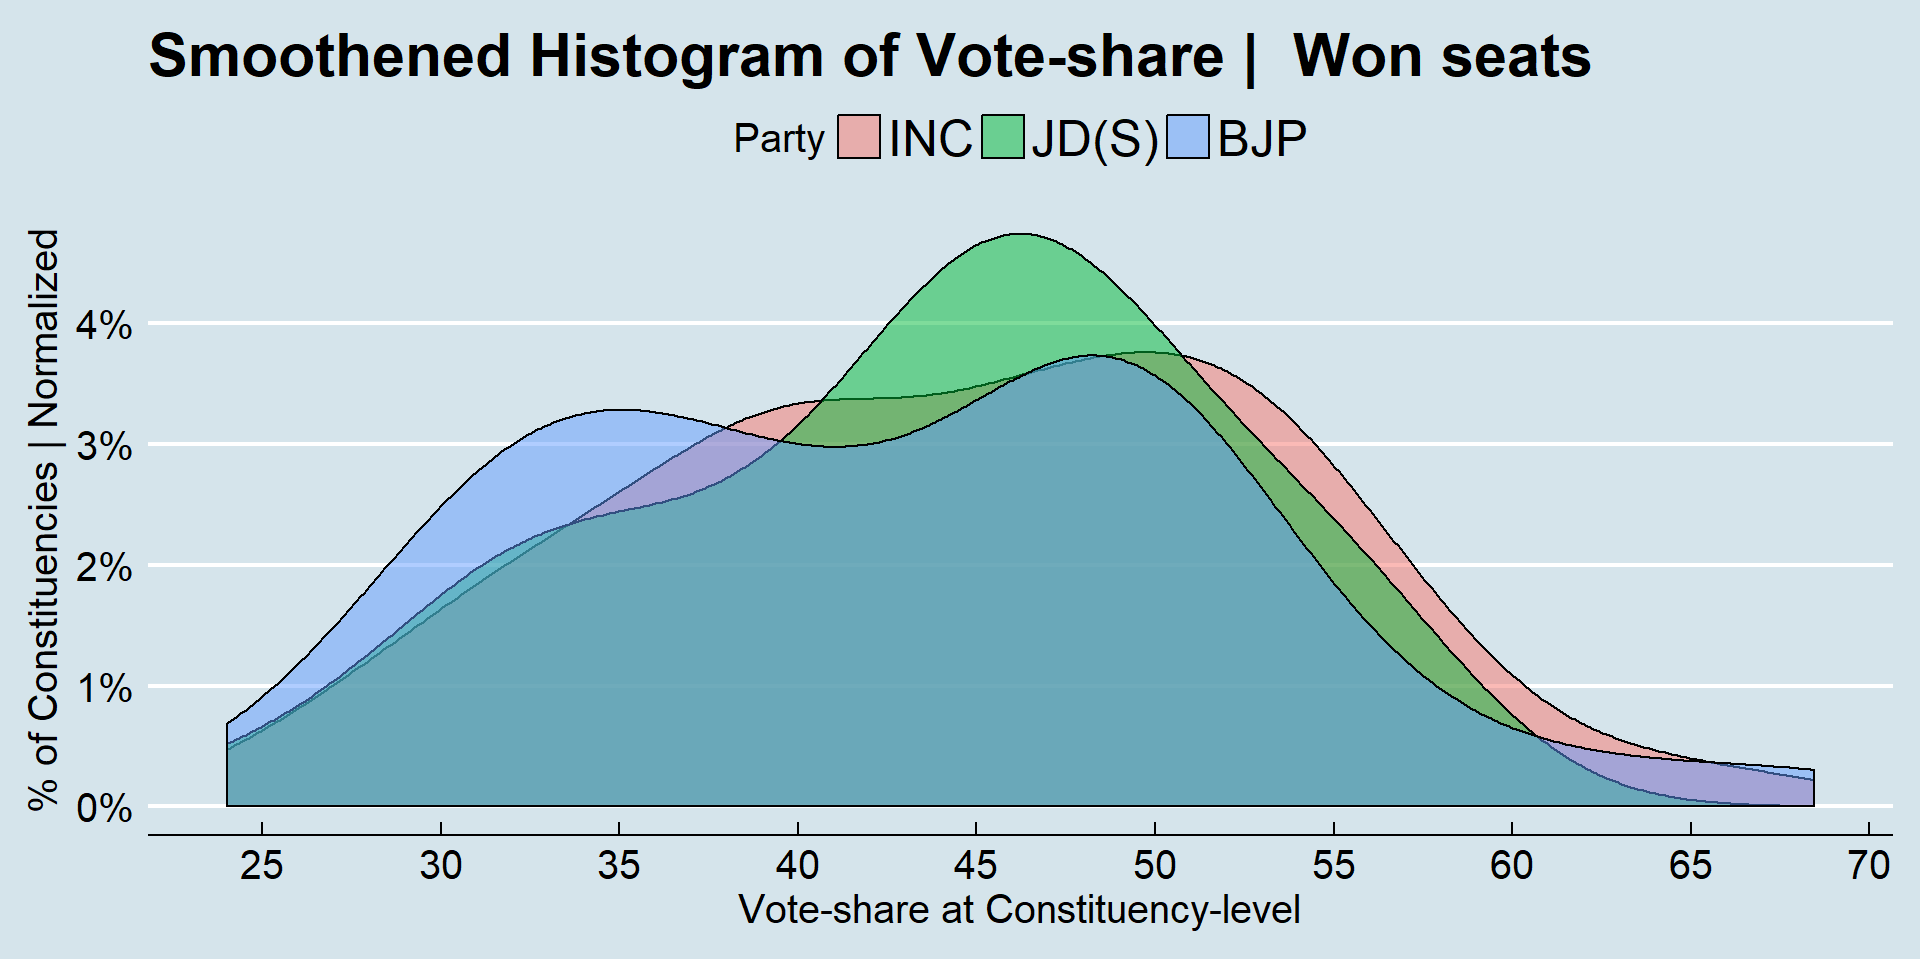 Smoothened Histogram of Vote-share |  Won seats
Party INC JD(S) BJP
% of Constituencies | Normalized
4%
3%
2%
1%
0%
25 30 35 40 45 50 55 60 65 70
Vote-share at Constituency-level